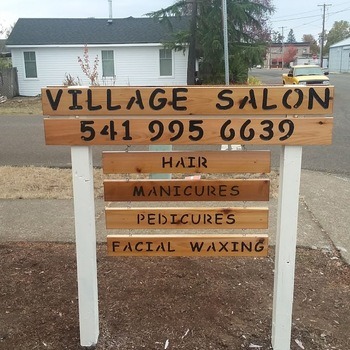 VILLAGE SALON
541 995 6639
HAIR
MANICURES
PEDICURES
FACIAL WAXING